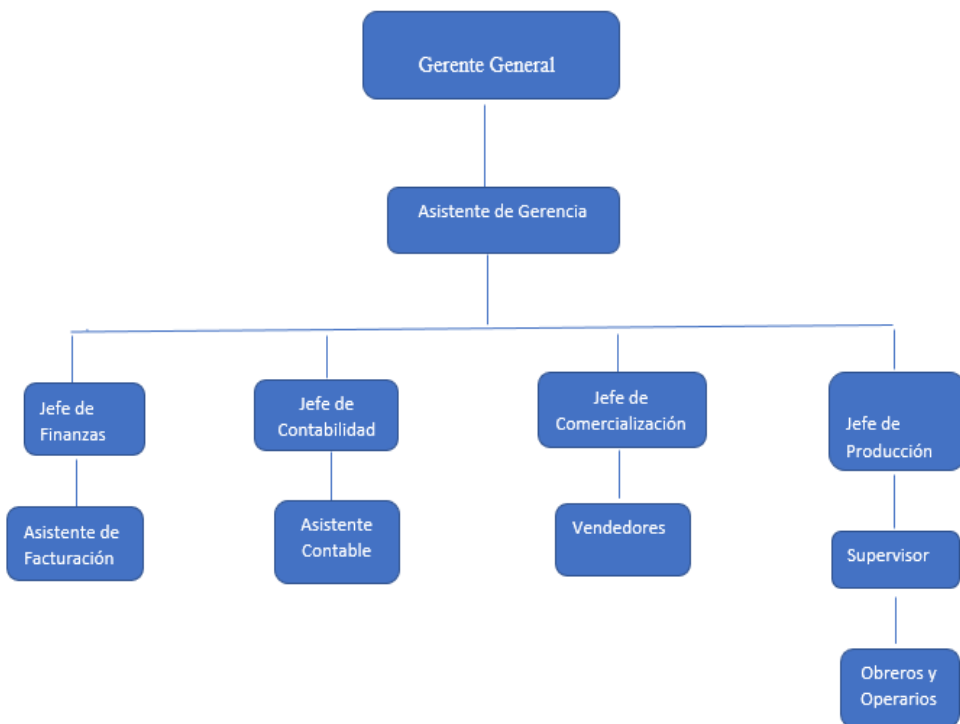 Gerente General
Asistente de Gerencia
Jefe de
Finanzas
Jefe de
Contabilidad
Jefe de
Comercialización
Jefe de
Producción
Asistente de
Facturación
Asistente
Contable
Vendedores
Supervisor
Obreros y
Operarios